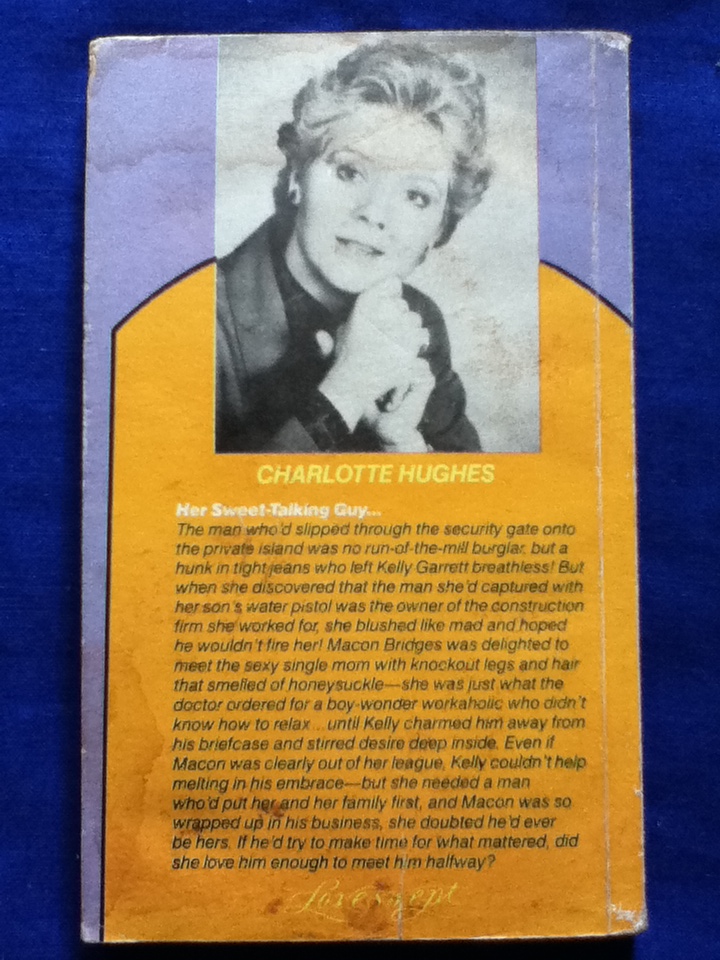 CHARLOTTE HUGHES
Her Sweet-Talking Guy...
The man who'd slipped through the security gate onto
the private island was no run-of-the-mill burglar, but a
hunk in tight jeans who left Kelly Garrett breathless! But
when she discovered that the man she'd captured with
her son's water pistol was the owner of the construction
firm she worked for, she blushed like mad and hoped
he wouldn't fire her! Macon Bridges was delighted to
meet the sexy single mom with knockout legs and hair
that smelled of honeysuckle—she was just what the
doctor ordered for a boy-wonder workaholic who didn't
know how to relax...until Kelly charmed him away from
his briefcase and stirred desire deep inside. Even if
Macon was clearly out of her league, Kelly couldn't help
melting in his embrace—but she needed a man
who'd put her and her family first, and Macon was so
wrapped up in his business, she doubted he'd ever
be hers. If he'd try to make time for what mattered, did
she love him enough to meet him halfway?
Loveswept